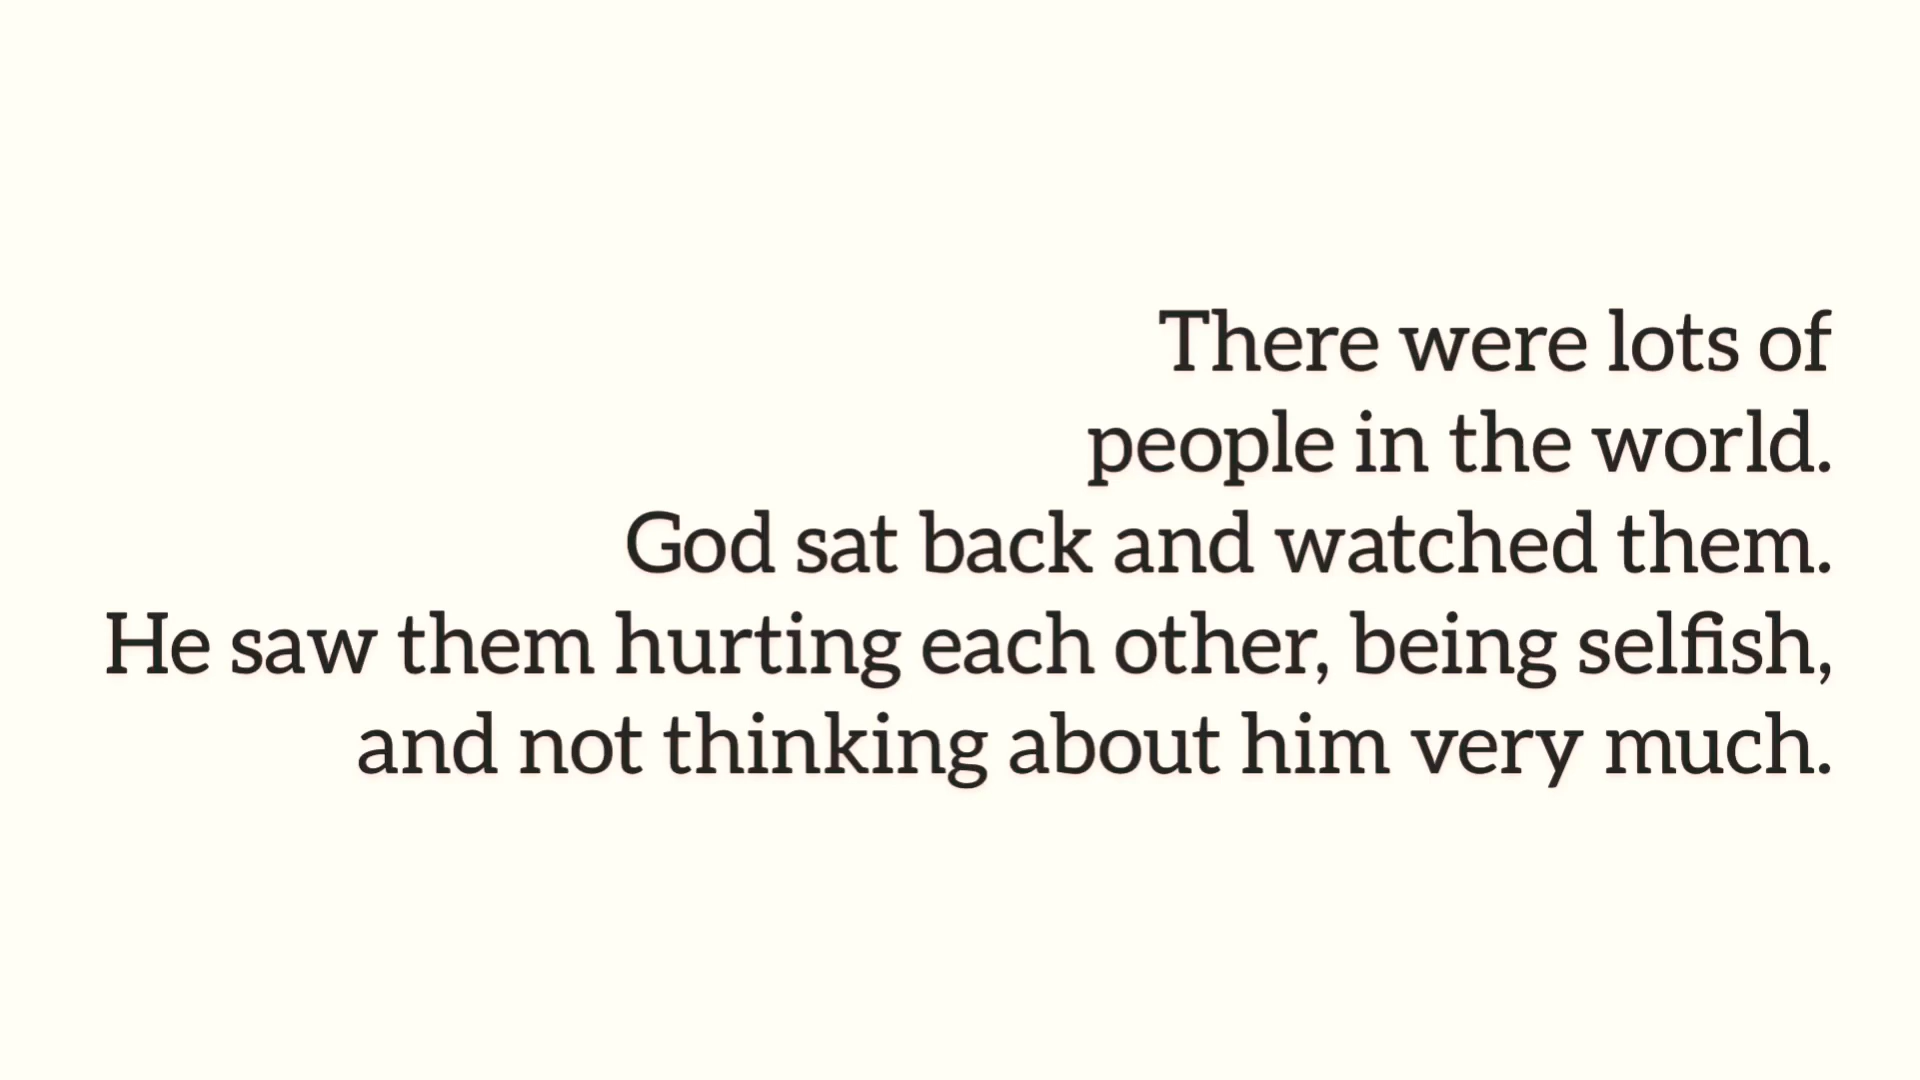 There were lots of
people in the world.
God sat back and watched them.
He saw them hurting each other, being selfish,
and not thinking about him very much.